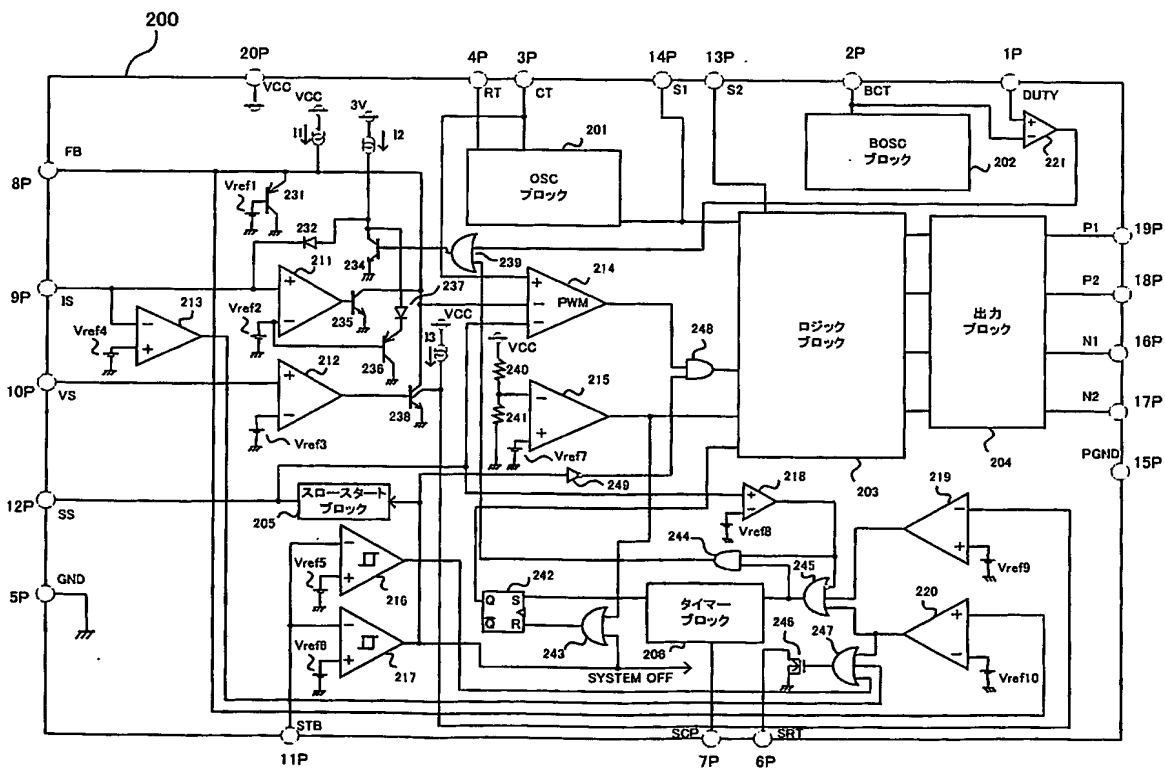 200
20P
4P
3P
14P
13P
2P
1P
VCC
RT
CT
S1
S2
BCT
DUTY
VCC
3V
I1
I2
201
OSC
ブロック
BOSC
ブロック
202
+
-
221
FB
8P
Vref1
231
232
234
239
19P
P1
211
+
-
214
+
-
-
PWM
237
18P
P2
9P
IS
213
-
+
Vref4
Vref2
235
236
VCC
I3
VCC
248
ロジック
ブロック
出力
ブロック
16P
N1
10P
VS
212
+
-
Vref3
238
240
241
215
-
+
Vref7
17P
N2
204
PGND
15P
249
203
12P
SS
スロースタート
ブロック
205
218
+
-
Vref8
219
-
+
Vref9
Vref5
-
+
216
244
245
5P
GND
242
Q
S
Q
R
タイマー
ブロック
206
220
+
-
Vref10
Vref6
-
+
217
243
246
247
SYSTEM OFF
STB
11P
SCP
7P
SRT
6P